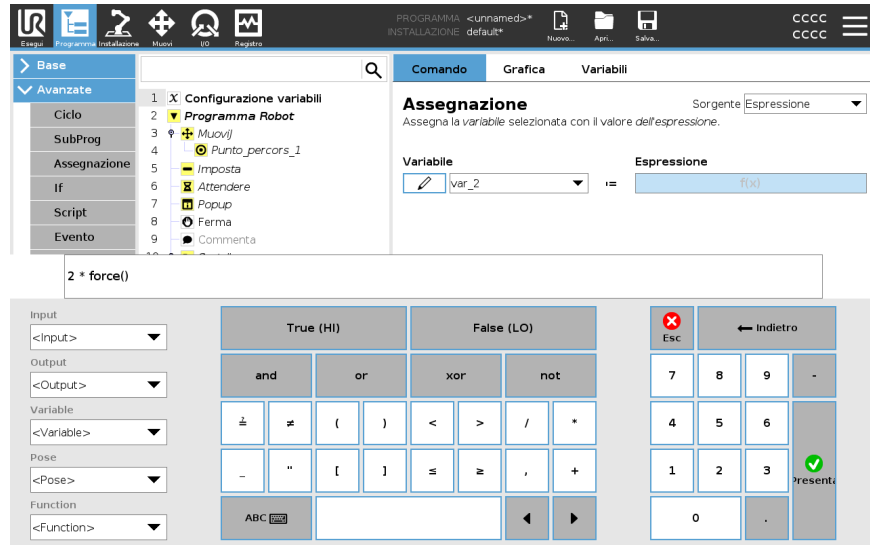 UR
Esegui
Programma
Installazione
Muovi
I/O
Registro
PROGRAMMA <unnamed>*
INSTALLAZIONE default*
Nuovo...
Apri...
Salva...
CCCC
CCCC
Base
Avanzate
Ciclo
SubProg
Assegnazione
If
Script
Evento
1 X Configurazione variabili
2 Programma Robot
3 MuoviJ
4 Punto_percors_1
5 Imposta
6 Attendere
7 Popup
8 Ferma
9 Commenta
Comando Grafica Variabili
Assegnazione
Sorgente Espressione
Assegna la variabile selezionata con il valore dell'espressione.
Variabile Espressione
var_2 := f(x)
2 * force()
Input
<Input>
Output
<Output>
Variable
<Variable>
Pose
<Pose>
Function
<Function>
True (HI) False (LO)
and or xor not
≟ ≠ ( ) < > / *
_ " [ ] ≤ ≥ , +
ABC
Esc
Indietro
7 8 9 -
4 5 6
1 2 3
Presenta
0 .